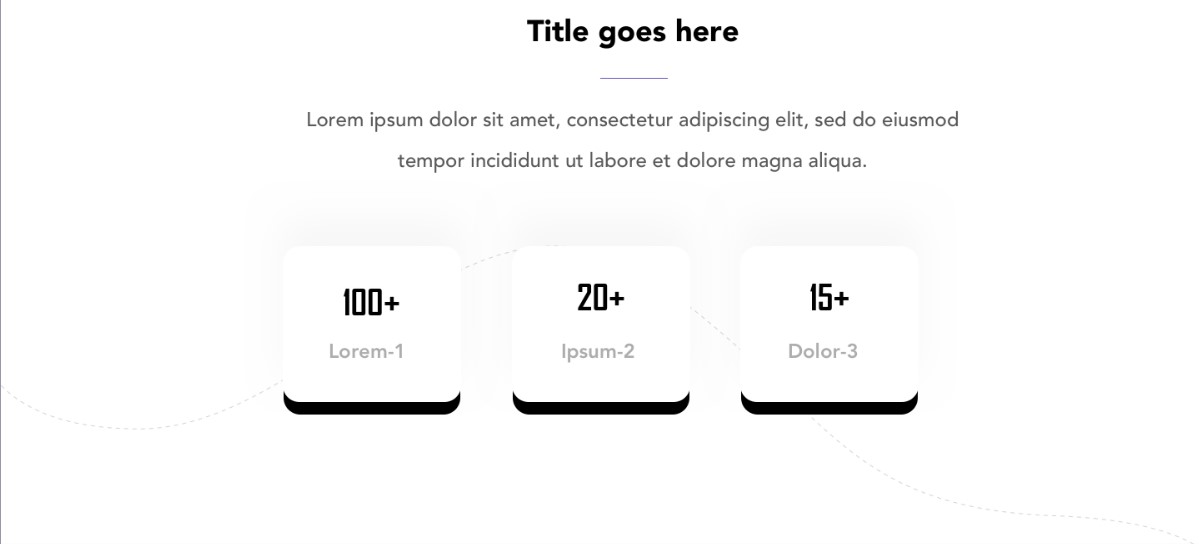 Title goes here
Lorem ipsum dolor sit amet, consectetur adipiscing elit, sed do eiusmod
tempor incididunt ut labore et dolore magna aliqua.
100+
Lorem-1
20+
Ipsum-2
15+
Dolor-3